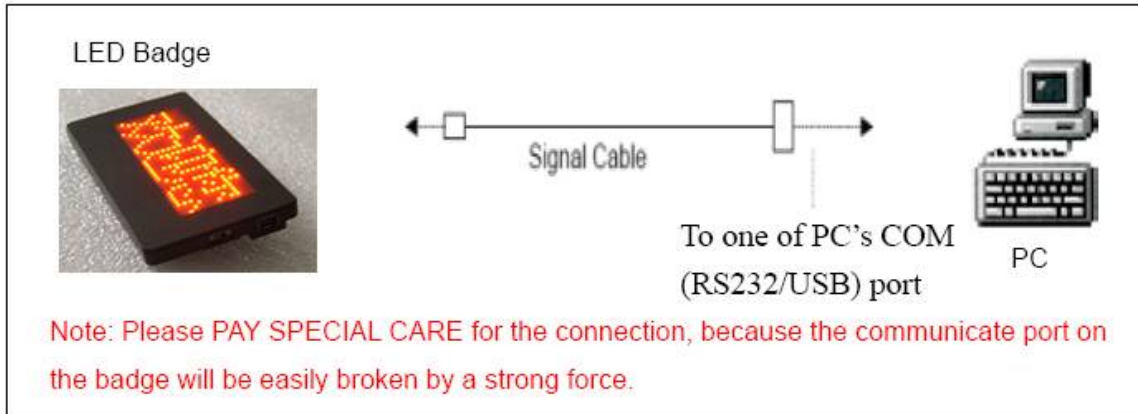 LED Badge
Signal Cable
To one of PC's COM
(RS232/USB) port
PC
Note: Please PAY SPECIAL CARE for the connection, because the communicate port on
the badge will be easily broken by a strong force.